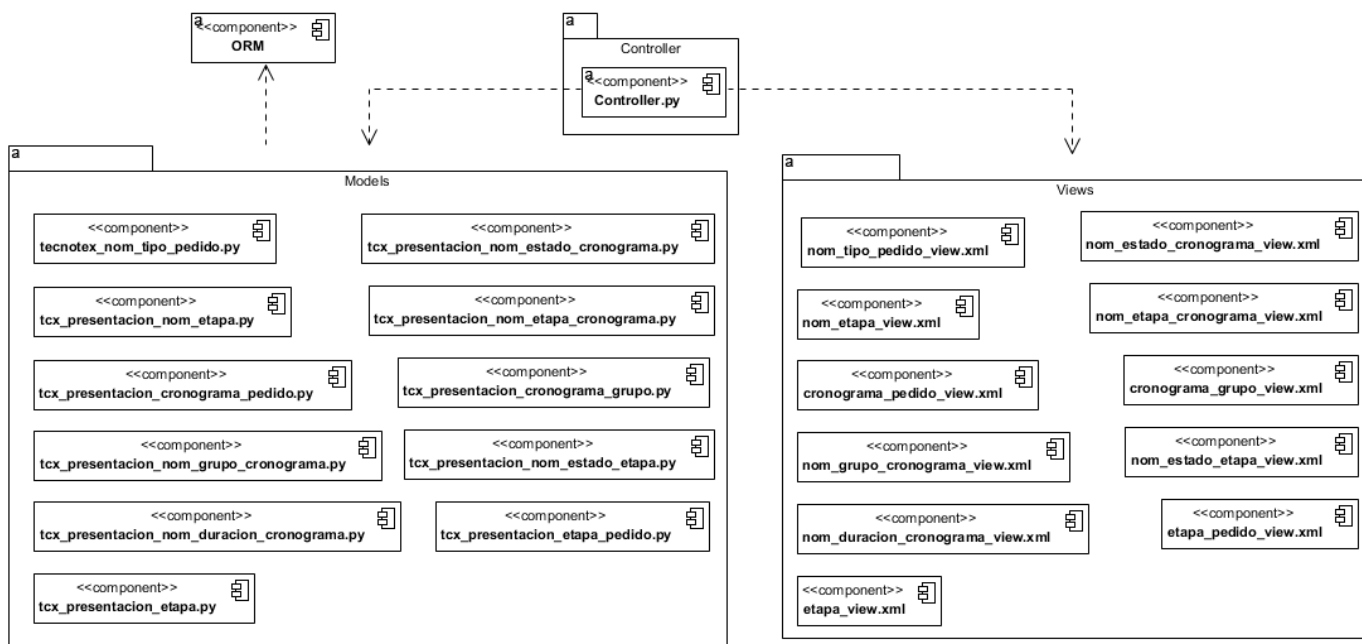 a
<<component>>
ORM
a
Controller
a
<<component>>
Controller.py
a
Models
<<component>>
tecnotex_nom_tipo_pedido.py
<<component>>
tcx_presentacion_nom_estado_cronograma.py
<<component>>
tcx_presentacion_nom_etapa.py
<<component>>
tcx_presentacion_nom_etapa_cronograma.py
<<component>>
tcx_presentacion_cronograma_pedido.py
<<component>>
tcx_presentacion_cronograma_grupo.py
<<component>>
tcx_presentacion_nom_grupo_cronograma.py
<<component>>
tcx_presentacion_nom_estado_etapa.py
<<component>>
tcx_presentacion_nom_duracion_cronograma.py
<<component>>
tcx_presentacion_etapa_pedido.py
<<component>>
tcx_presentacion_etapa.py
a
Views
<<component>>
nom_tipo_pedido_view.xml
<<component>>
nom_estado_cronograma_view.xml
<<component>>
nom_etapa_view.xml
<<component>>
nom_etapa_cronograma_view.xml
<<component>>
cronograma_pedido_view.xml
<<component>>
cronograma_grupo_view.xml
<<component>>
nom_grupo_cronograma_view.xml
<<component>>
nom_estado_etapa_view.xml
<<component>>
nom_duracion_cronograma_view.xml
<<component>>
etapa_pedido_view.xml
<<component>>
etapa_view.xml